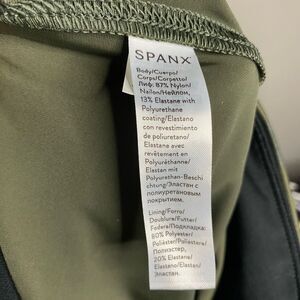 SPANX
Body/Cuerpo/
Corps/Corpetto/
Лиф: 87% Nylon/
Nailon/Нейлон,
13% Elastane with
Polyurethane
coating/Elastano
con revestimiento
de poliuretano/
Elastane avec
revêtement en
Polyuréthanne/
Elastan mit
Polyurethan-Beschi
chtung/Эластан с
полиуретановым
покрытием.
Lining/Forro/
Doublure/Futter/
Fodera/Подкладка:
80% Polyester/
Poliéster/Poliestere/
Полиэстер,
20% Elastane/
Elastano/Elastan/
Эластан.